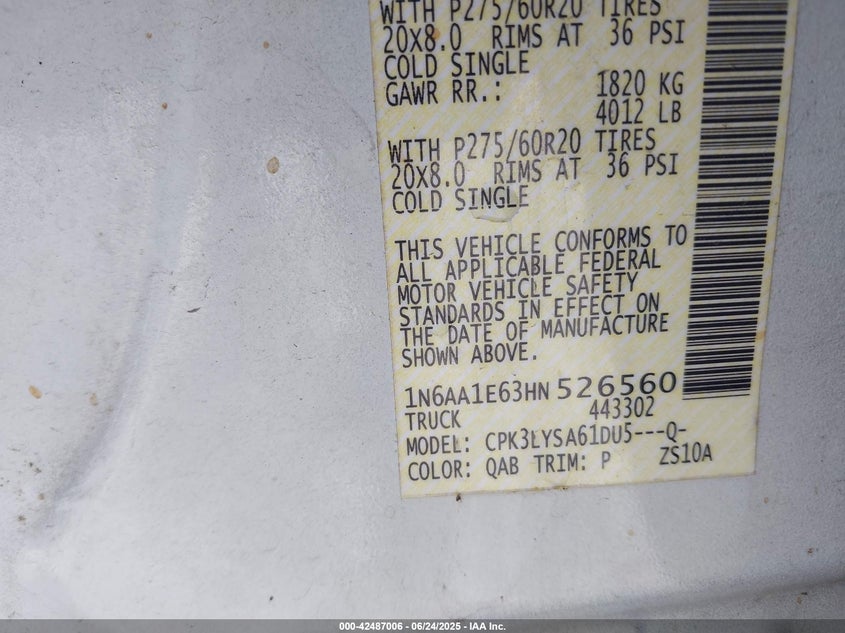 WITH P275/60R20 TIRES
20X8.0 RIMS AT 36 PSI
COLD SINGLE
GAWR RR.: 1820 KG
4012 LB
WITH P275/60R20 TIRES
20X8.0 RIMS AT 36 PSI
COLD SINGLE
THIS VEHICLE CONFORMS TO
ALL APPLICABLE FEDERAL
MOTOR VEHICLE SAFETY
STANDARDS IN EFFECT ON
THE DATE OF MANUFACTURE
SHOWN ABOVE.
1N6AA1E63HN 526560
TRUCK 443302
MODEL: CPK3LYSA61DU5---Q-
COLOR: QAB TRIM: P ZS10A
000-42487006 - 06/24/2025 - IAA Inc.